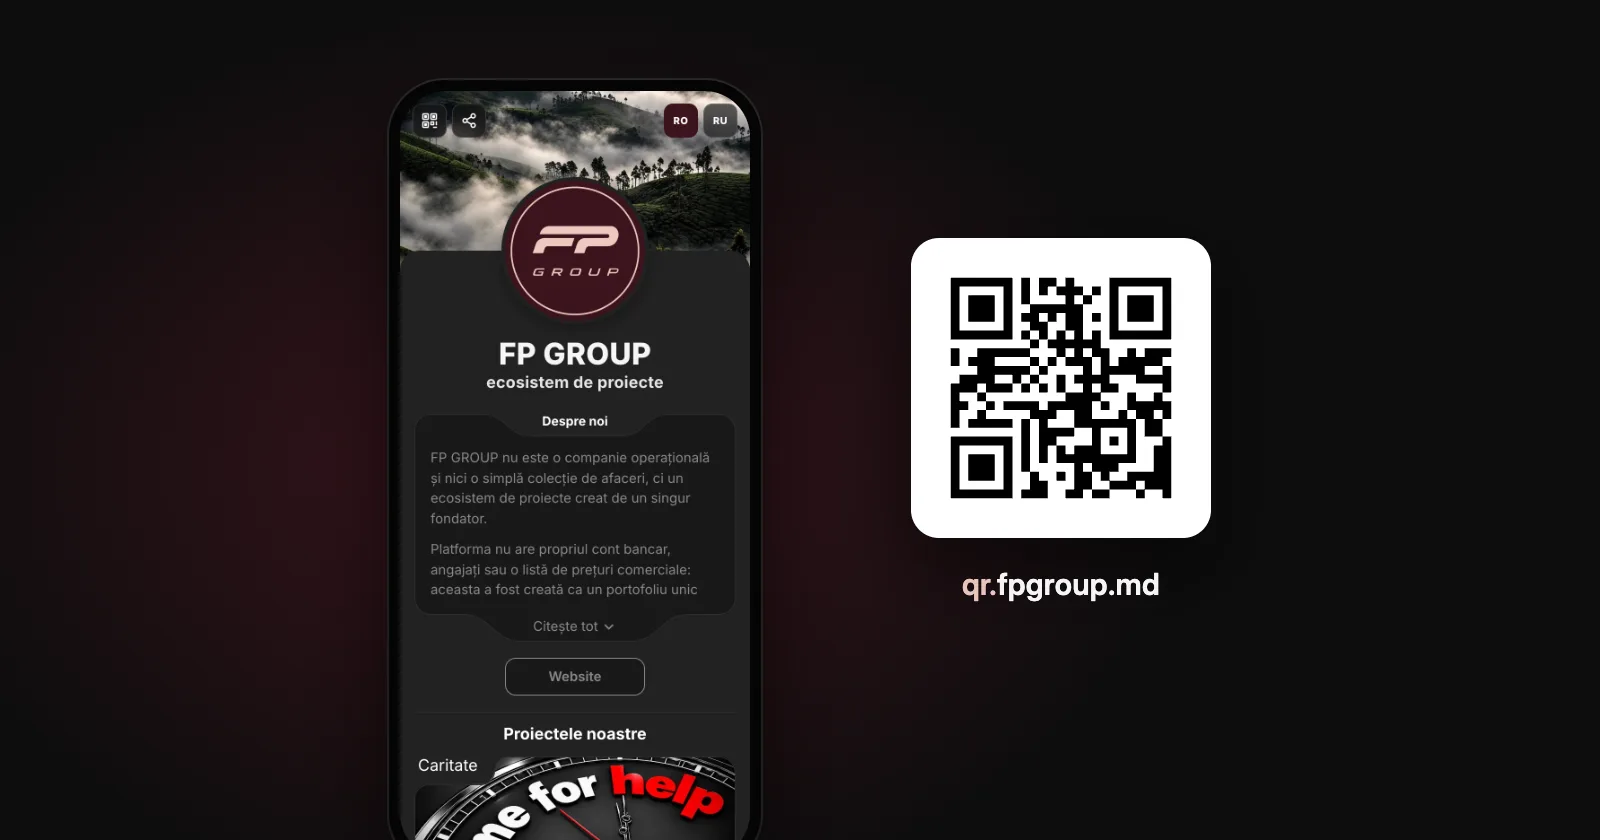 RO RU
FP
GROUP
FP GROUP
ecosistem de proiecte
Despre noi
FP GROUP nu este o companie operațională
și nici o simplă colecție de afaceri, ci un
ecosistem de proiecte creat de un singur
fondator.
Platforma nu are propriul cont bancar,
angajați sau o listă de prețuri comerciale:
aceasta a fost creată ca un portofoliu unic
Citește tot
Website
Proiectele noastre
Caritate
for help
qr.fpgroup.md